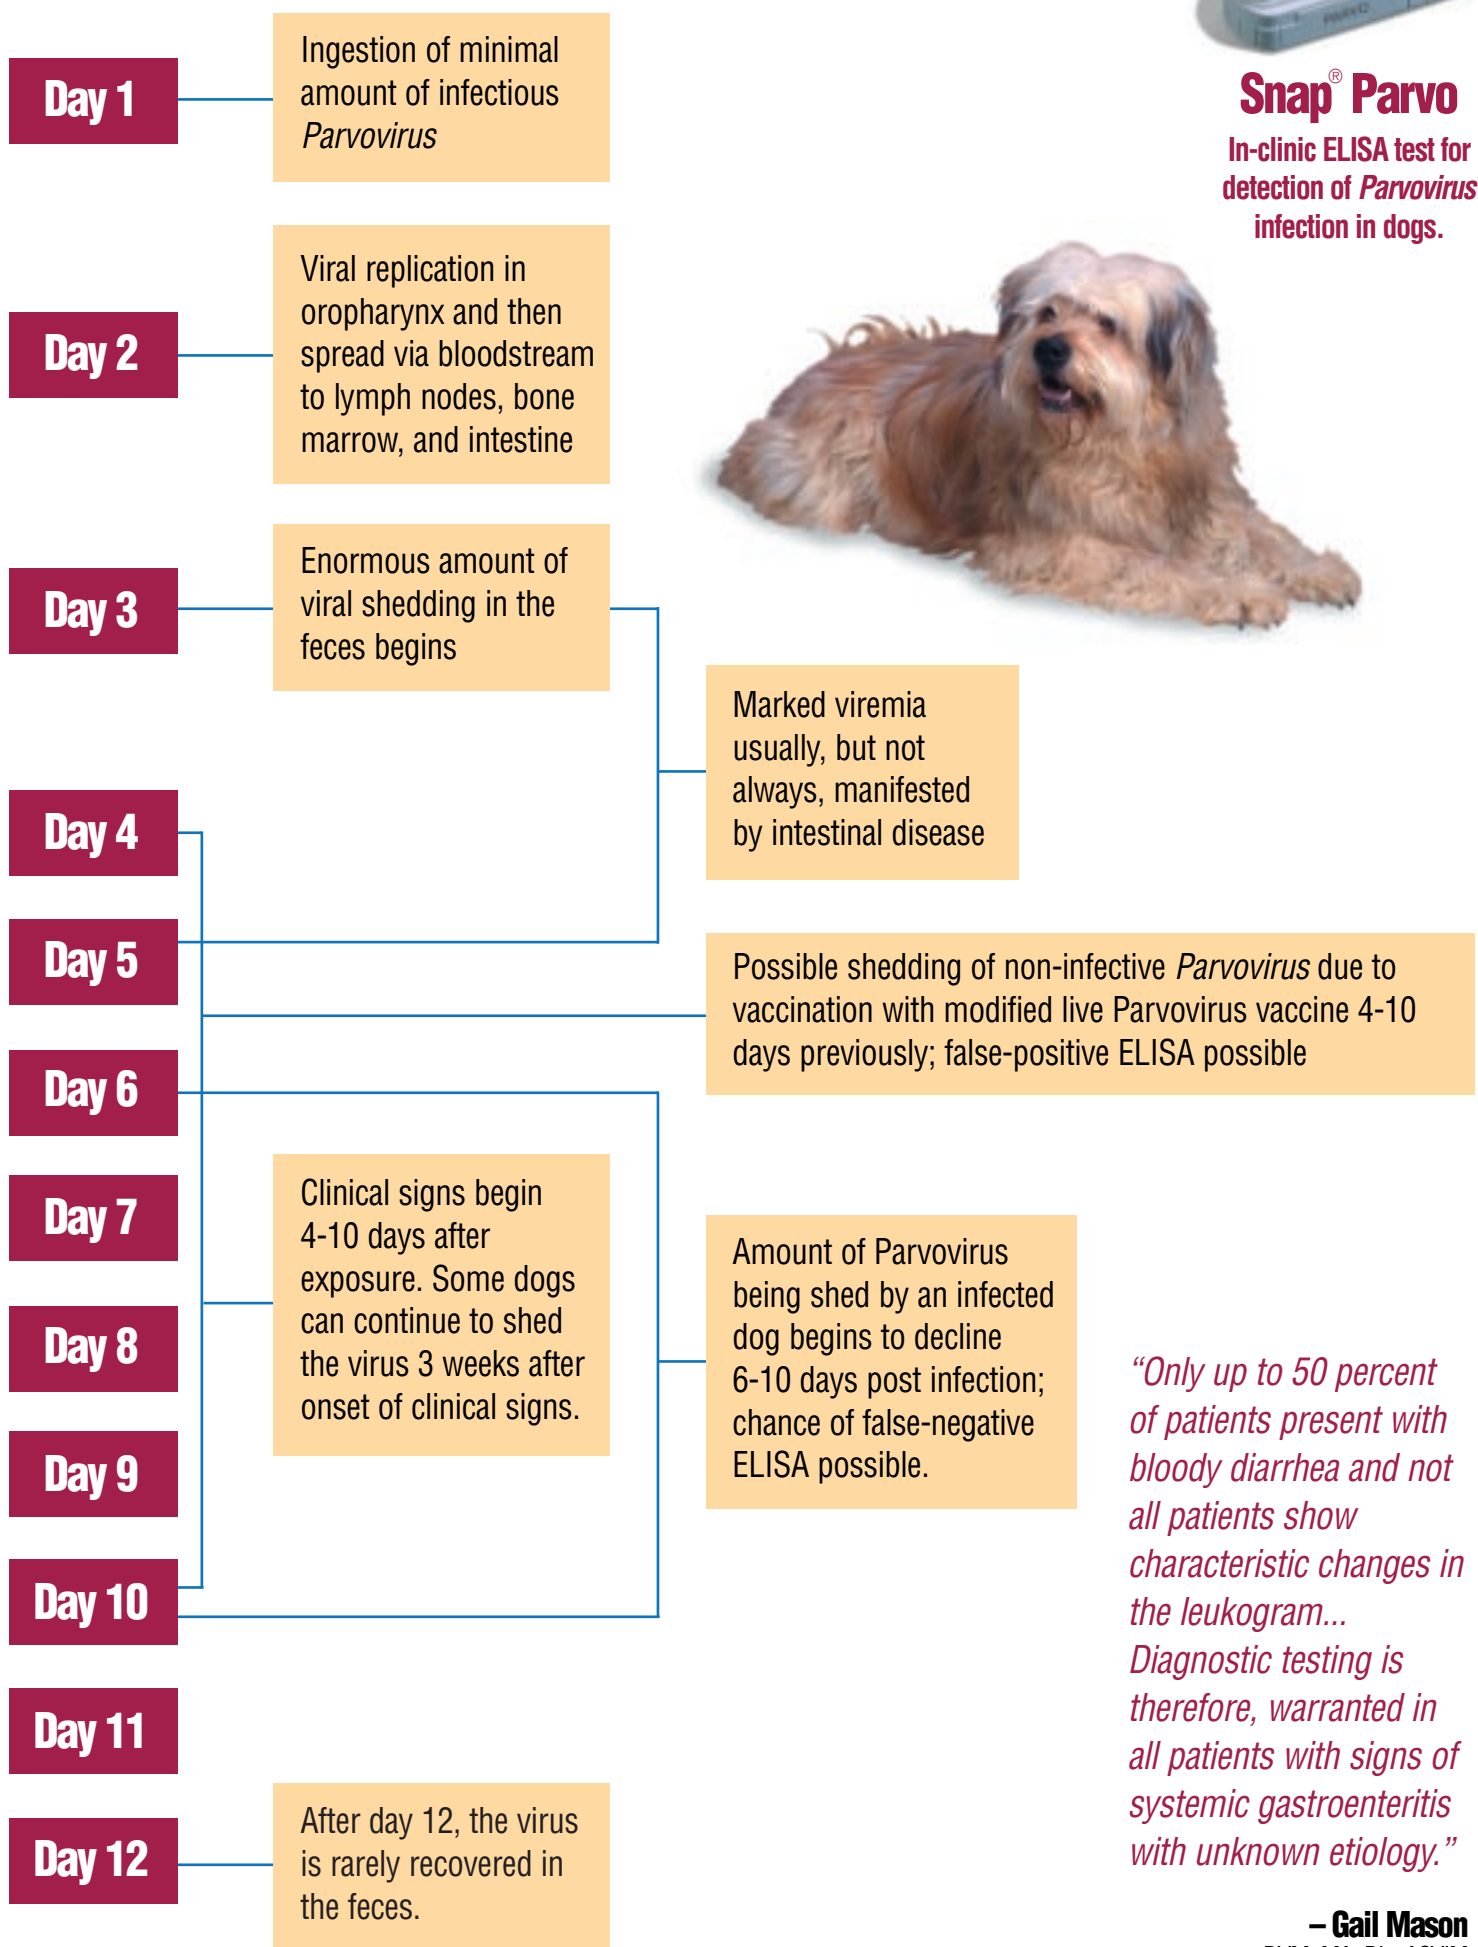 Day 1
Ingestion of minimal
amount of infectious
Parvovirus
PARVO
Snap® Parvo
In-clinic ELISA test for
detection of Parvovirus
infection in dogs.
Day 2
Viral replication in
oropharynx and then
spread via bloodstream
to lymph nodes, bone
marrow, and intestine
Day 3
Enormous amount of
viral shedding in the
feces begins
Marked viremia
usually, but not
always, manifested
by intestinal disease
Day 4
Day 5
Possible shedding of non-infective Parvovirus due to
vaccination with modified live Parvovirus vaccine 4-10
days previously; false-positive ELISA possible
Day 6
Day 7
Clinical signs begin
4-10 days after
exposure. Some dogs
can continue to shed
the virus 3 weeks after
onset of clinical signs.
Amount of Parvovirus
being shed by an infected
dog begins to decline
6-10 days post infection;
chance of false-negative
ELISA possible.
Day 8
Day 9
Day 10
Day 11
Day 12
After day 12, the virus
is rarely recovered in
the feces.
“Only up to 50 percent
of patients present with
bloody diarrhea and not
all patients show
characteristic changes in
the leukogram...
Diagnostic testing is
therefore, warranted in
all patients with signs of
systemic gastroenteritis
with unknown etiology.”
– Gail Mason